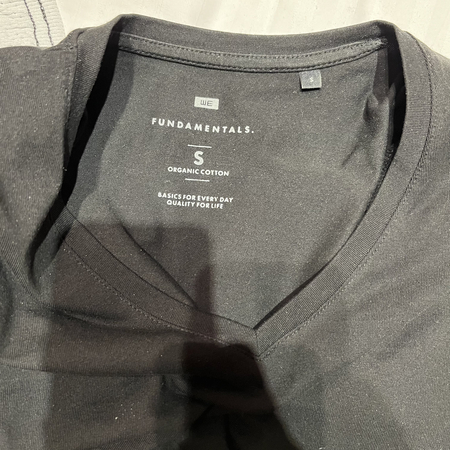 WE
FUNDAMENTALS.
S
ORGANIC COTTON
BASICS FOR EVERY DAY
QUALITY FOR LIFE
S